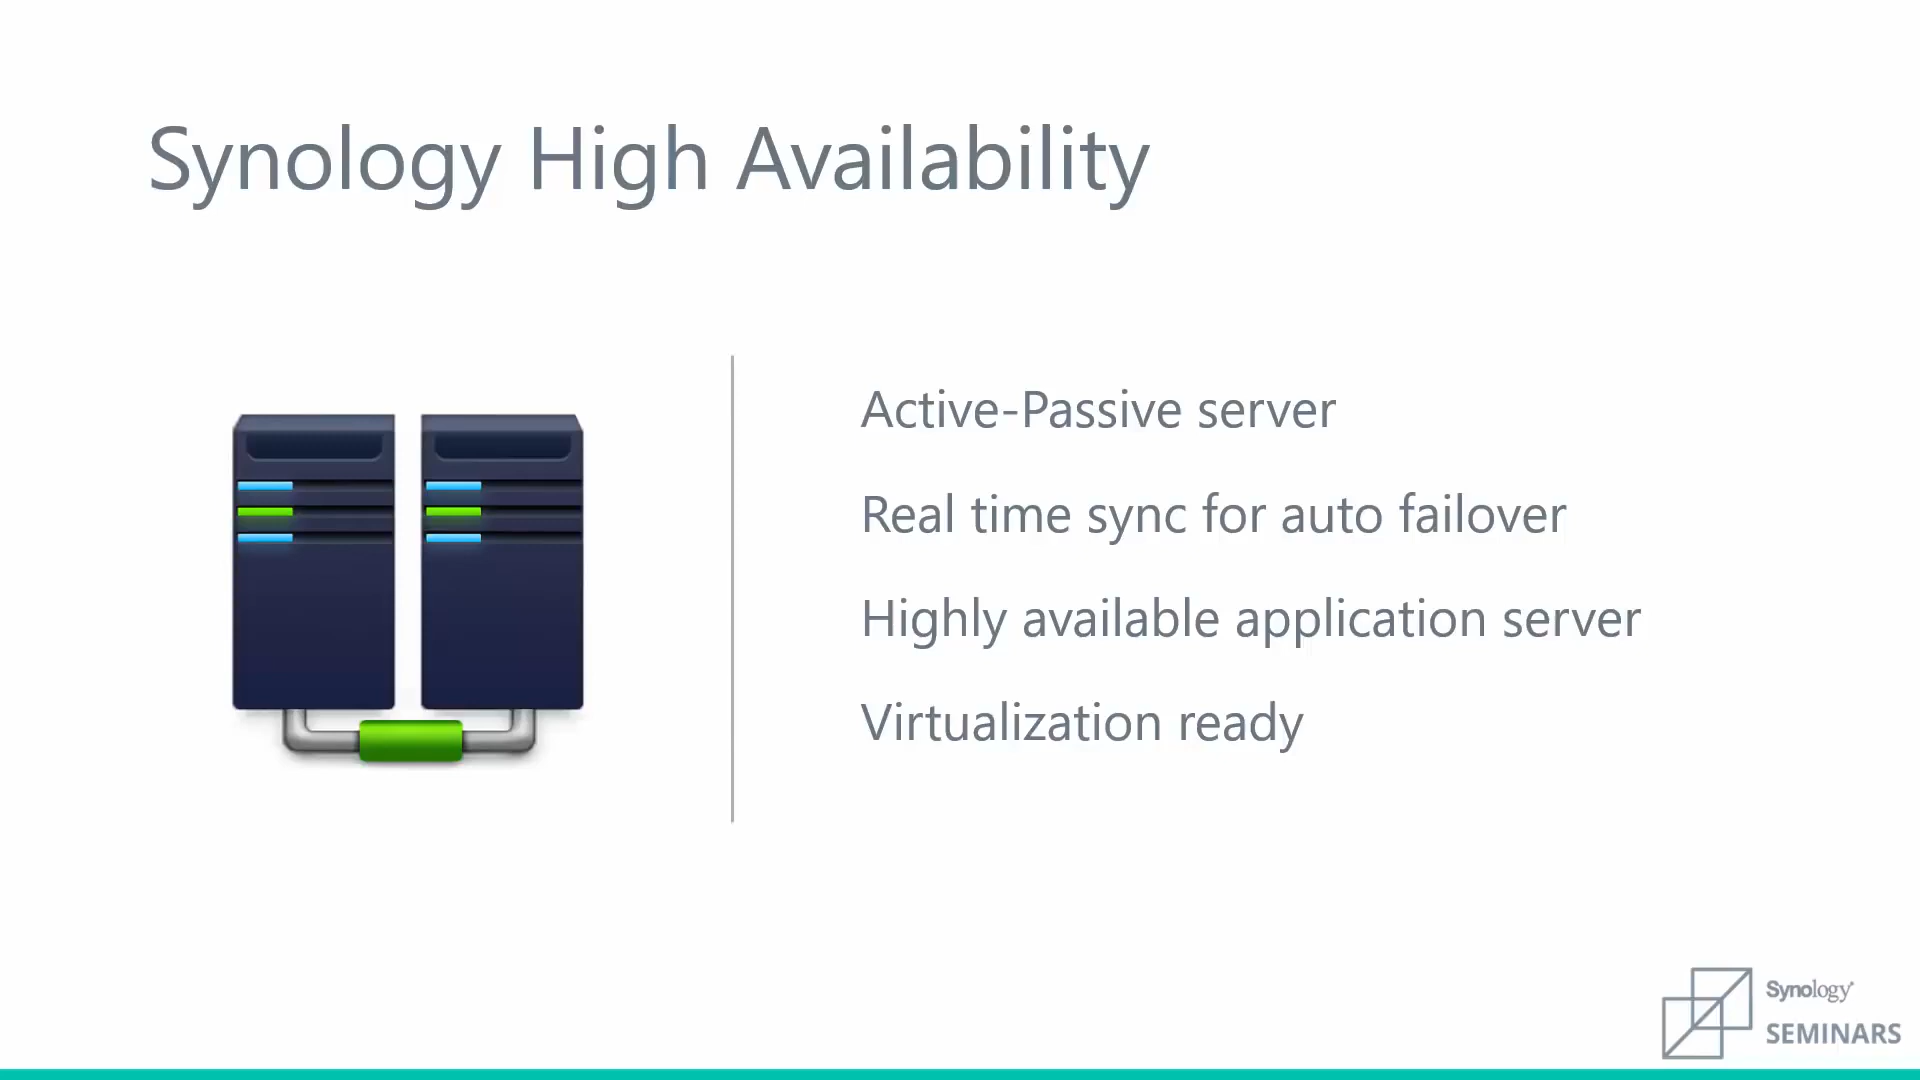 Synology High Availability
Active-Passive server
Real time sync for auto failover
Highly available application server
Virtualization ready
Synology
SEMINARS